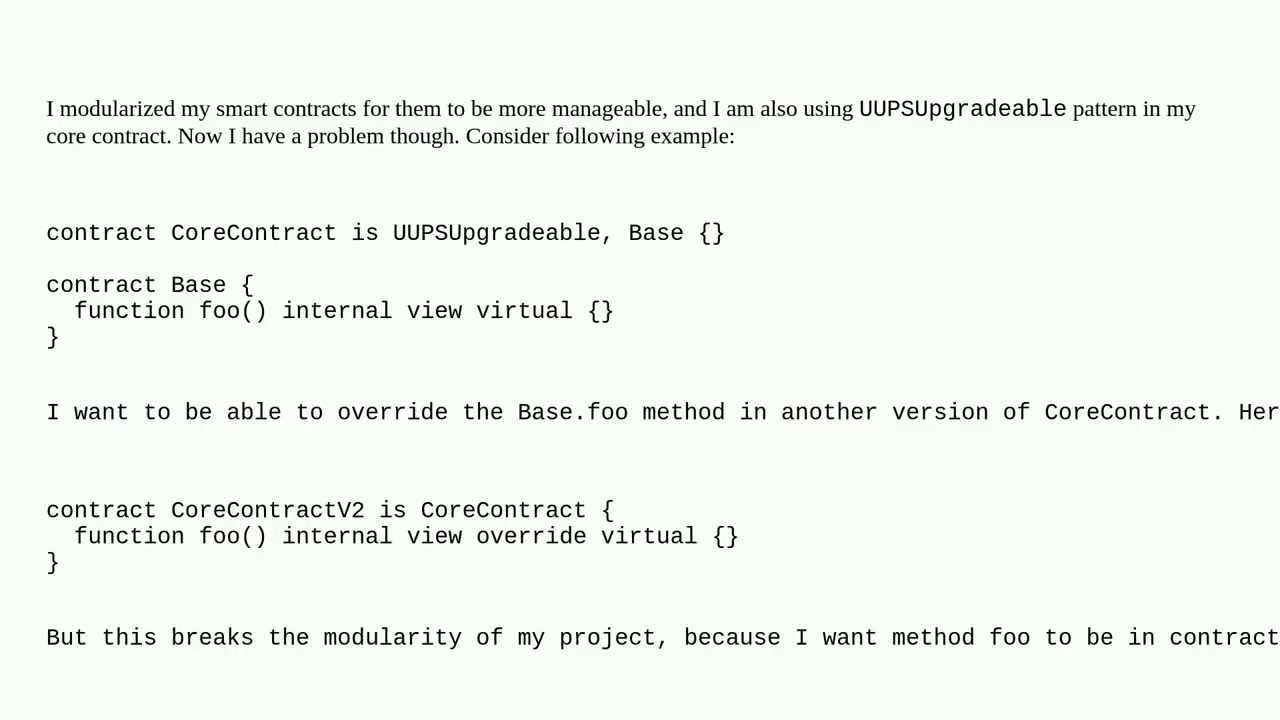 I modularized my smart contracts for them to be more manageable, and I am also using UUPSUpgradeable pattern in my
core contract. Now I have a problem though. Consider following example:
contract CoreContract is UUPSUpgradeable, Base {}
contract Base {
  function foo() internal view virtual {}
}
I want to be able to override the Base.foo method in another version of CoreContract. Her
contract CoreContractV2 is CoreContract {
  function foo() internal view override virtual {}
}
But this breaks the modularity of my project, because I want method foo to be in contract